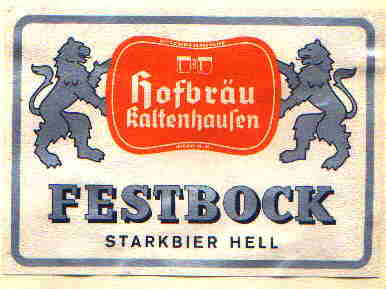 Hofbräu
Kaltenhausen
FESTBOCK
STARKBIER HELL